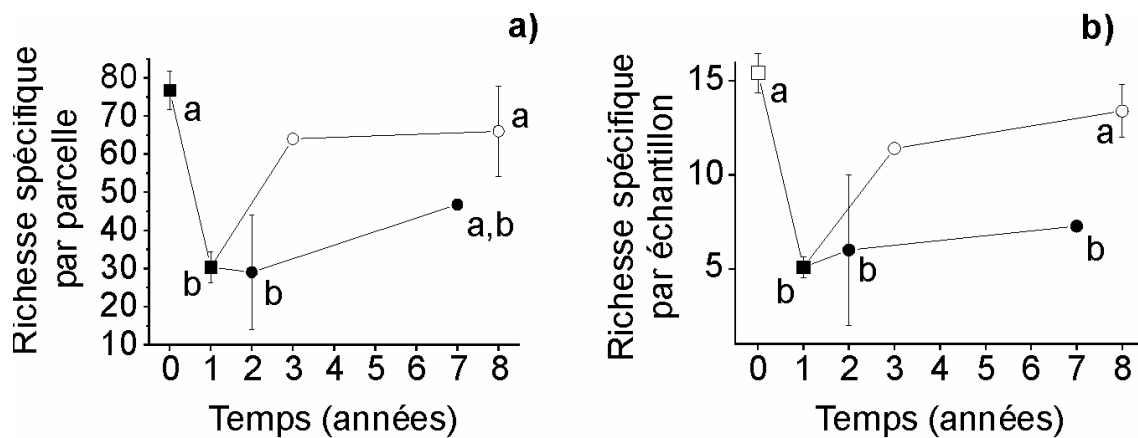 a)
Richesse spécifique
par parcelle
80
70
60
50
40
30
20
10
a
b
b
a
a,b
0 1 2 3 4 5 6 7 8
Temps (années)
b)
Richesse spécifique
par échantillon
15
10
5
a
b
b
a
b
0 1 2 3 4 5 6 7 8
Temps (années)